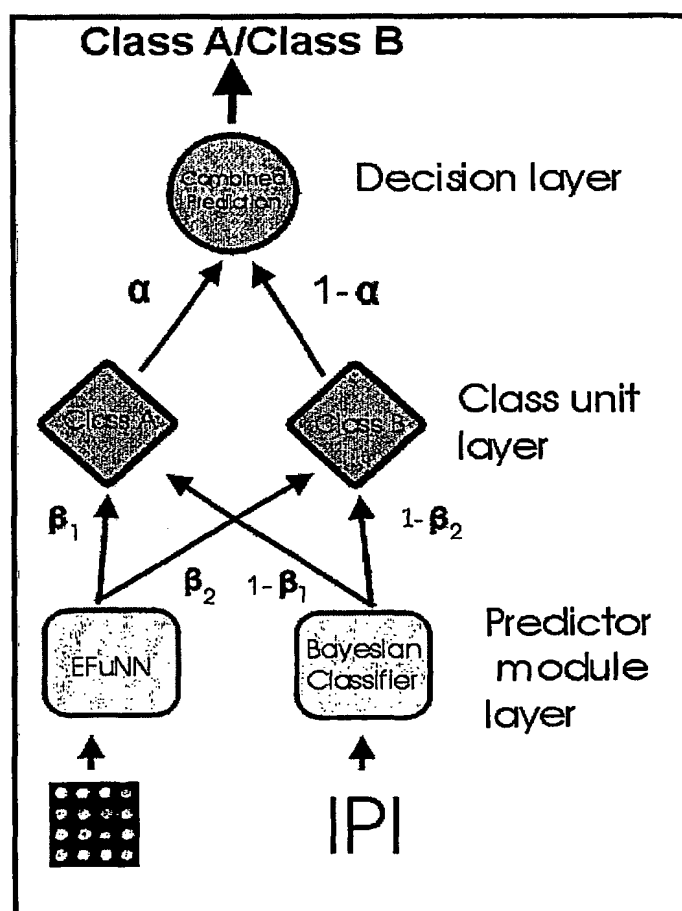 Class A/Class B
Combined
Prediction
Decision layer
α
1-α
Class A
Class B
Class unit
layer
β1
β2
1-β1
1-β2
EFuNN
Bayesian
Classifier
Predictor
module
layer
|P|